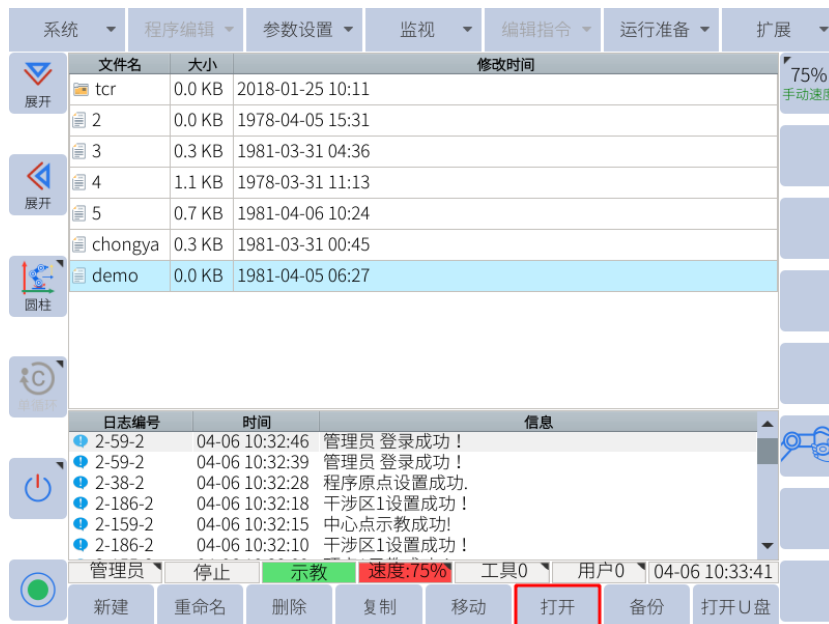 系统 程序编辑 参数设置 监视 编辑指令 运行准备 扩展
文件名 大小 修改时间
tcr 0.0 KB 2018-01-25 10:11
2 0.0 KB 1978-04-05 15:31
3 0.3 KB 1981-03-31 04:36
4 1.1 KB 1978-03-31 11:13
5 0.7 KB 1981-04-06 10:24
chongya 0.3 KB 1981-03-31 00:45
demo 0.0 KB 1981-04-05 06:27
展开
展开
圆柱
单循环
75%
手动速度
日志编号 时间 信息
2-59-2 04-06 10:32:46 管理员 登录成功！
2-59-2 04-06 10:32:39 管理员 登录成功！
2-38-2 04-06 10:32:28 程序原点设置成功.
2-186-2 04-06 10:32:18 干涉区1设置成功！
2-159-2 04-06 10:32:15 中心点示教成功!
2-186-2 04-06 10:32:10 干涉区1设置成功！
管理员 停止 示教 速度:75% 工具0 用户0 04-06 10:33:41
新建 重命名 删除 复制 移动 打开 备份 打开U盘